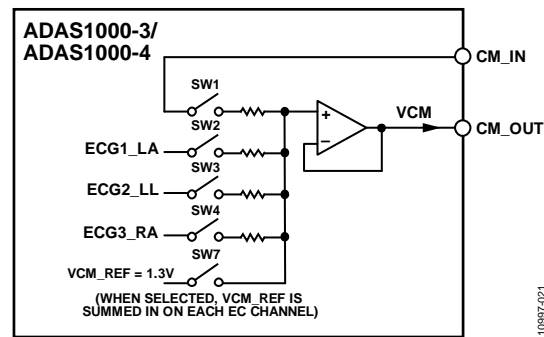 ADAS1000-3/
ADAS1000-4
CM_IN
SW1
SW2
ECG1_LA
SW3
ECG2_LL
SW4
ECG3_RA
SW7
VCM_REF = 1.3V
(WHEN SELECTED, VCM_REF IS
SUMMED IN ON EACH EC CHANNEL)
+
–
VCM
CM_OUT
10997-021